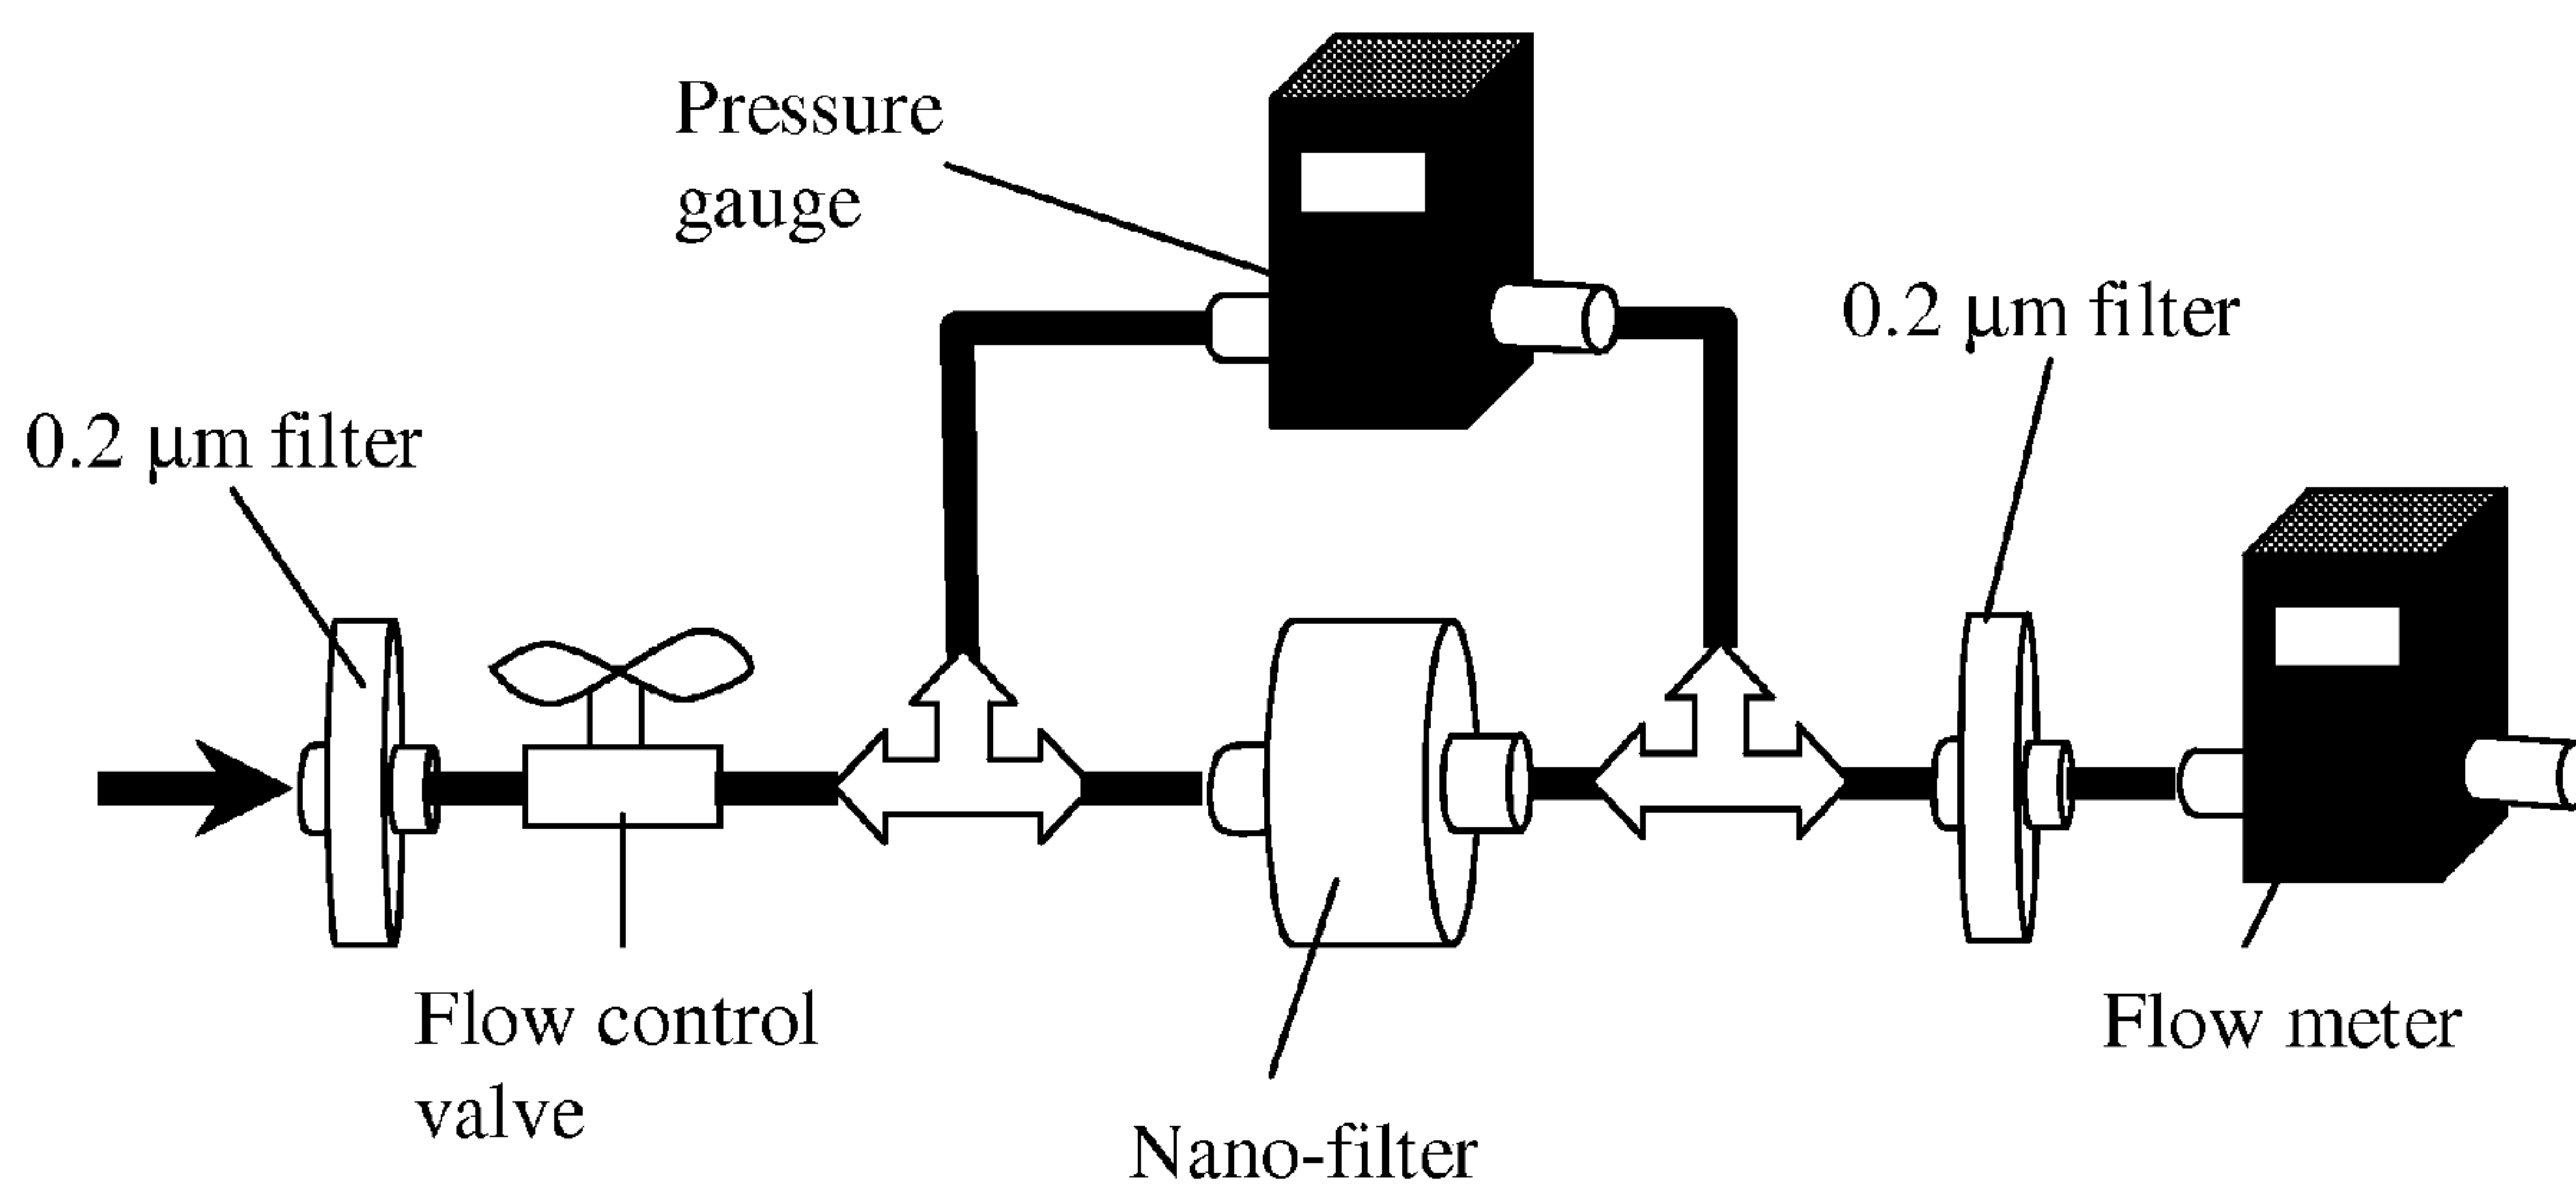 Pressure
gauge
0.2 μm filter
0.2 μm filter
Flow control
valve
Nano-filter
Flow meter